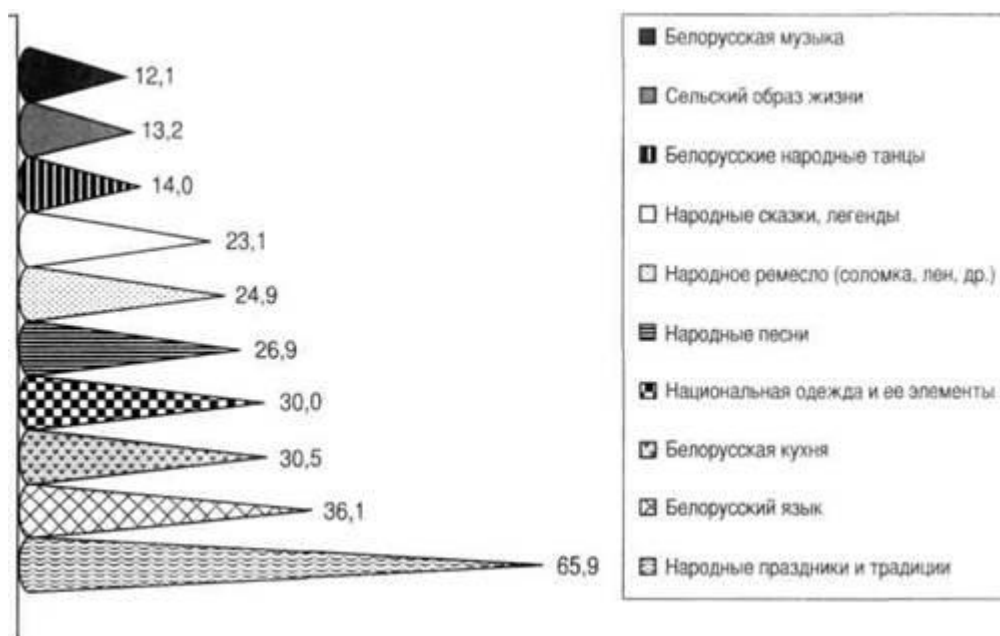 12,1
13,2
14,0
23,1
24,9
26,9
30,0
30,5
36,1
65,9
Белорусская музыка
Сельский образ жизни
Белорусские народные танцы
Народные сказки, легенды
Народное ремесло (соломка, лен, др.)
Народные песни
Национальная одежда и ее элементы
Белорусская кухня
Белорусский язык
Народные праздники и традиции